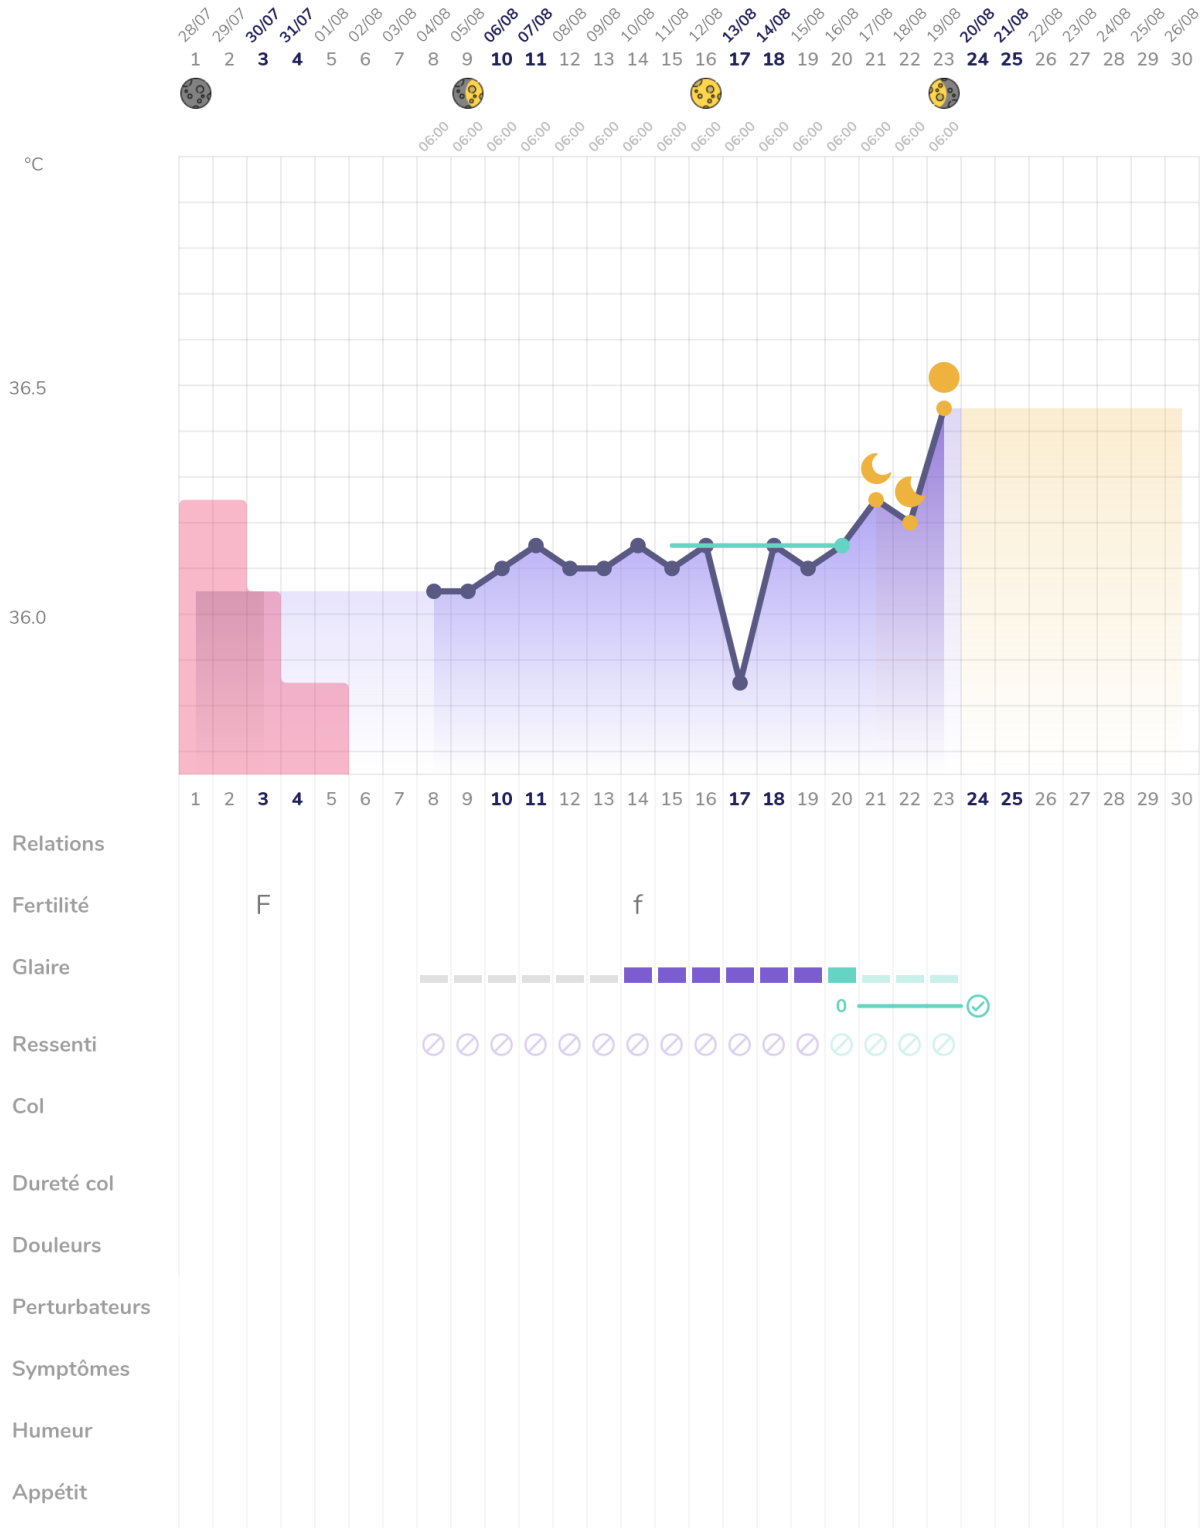 28/07 29/07 30/07 31/07 01/08 02/08 03/08 04/08 05/08 06/08 07/08 08/08 09/08 10/08 11/08 12/08 13/08 14/08 15/08 16/08 17/08 18/08 19/08 20/08 21/08 22/08 23/08 24/08 25/08 26/08
1 2 3 4 5 6 7 8 9 10 11 12 13 14 15 16 17 18 19 20 21 22 23 24 25 26 27 28 29 30
06:00 06:00 06:00 06:00 06:00 06:00 06:00 06:00 06:00 06:00 06:00 06:00 06:00 06:00 06:00 06:00
°C
36.5
36.0
1 2 3 4 5 6 7 8 9 10 11 12 13 14 15 16 17 18 19 20 21 22 23 24 25 26 27 28 29 30
Relations
Fertilité F f
Glaire
0
Ressenti
Col
Dureté col
Douleurs
Perturbateurs
Symptômes
Humeur
Appétit